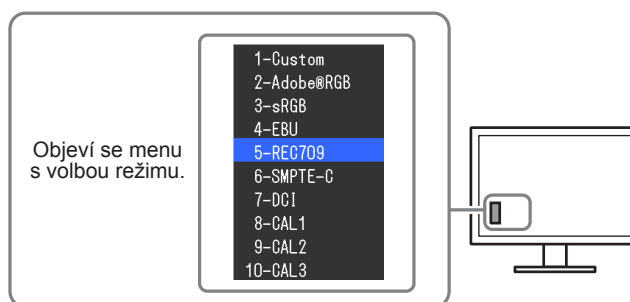 Objeví se menu
s volbou režimu.
1-Custom
2-Adobe®RGB
3-sRGB
4-EBU
5-REC709
6-SMPTE-C
7-DCI
8-CAL1
9-CAL2
10-CAL3